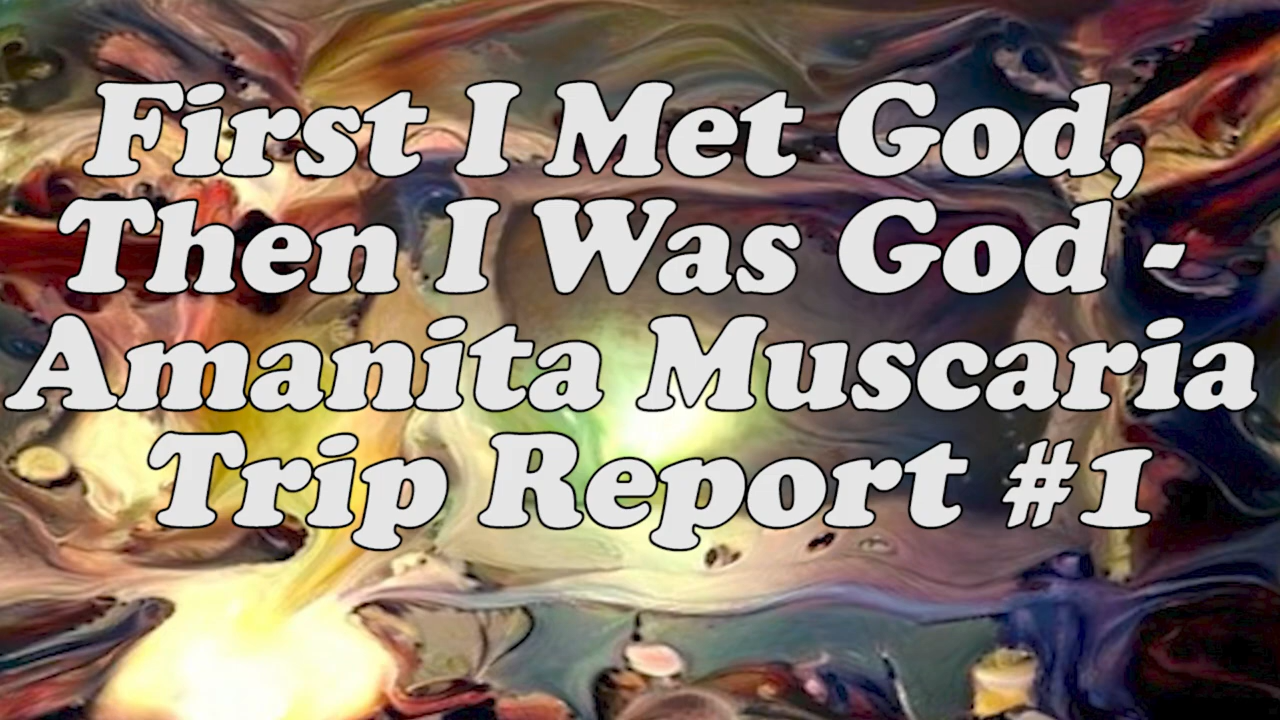 First I Met God,
Then I Was God -
Amanita Muscaria
Trip Report #1